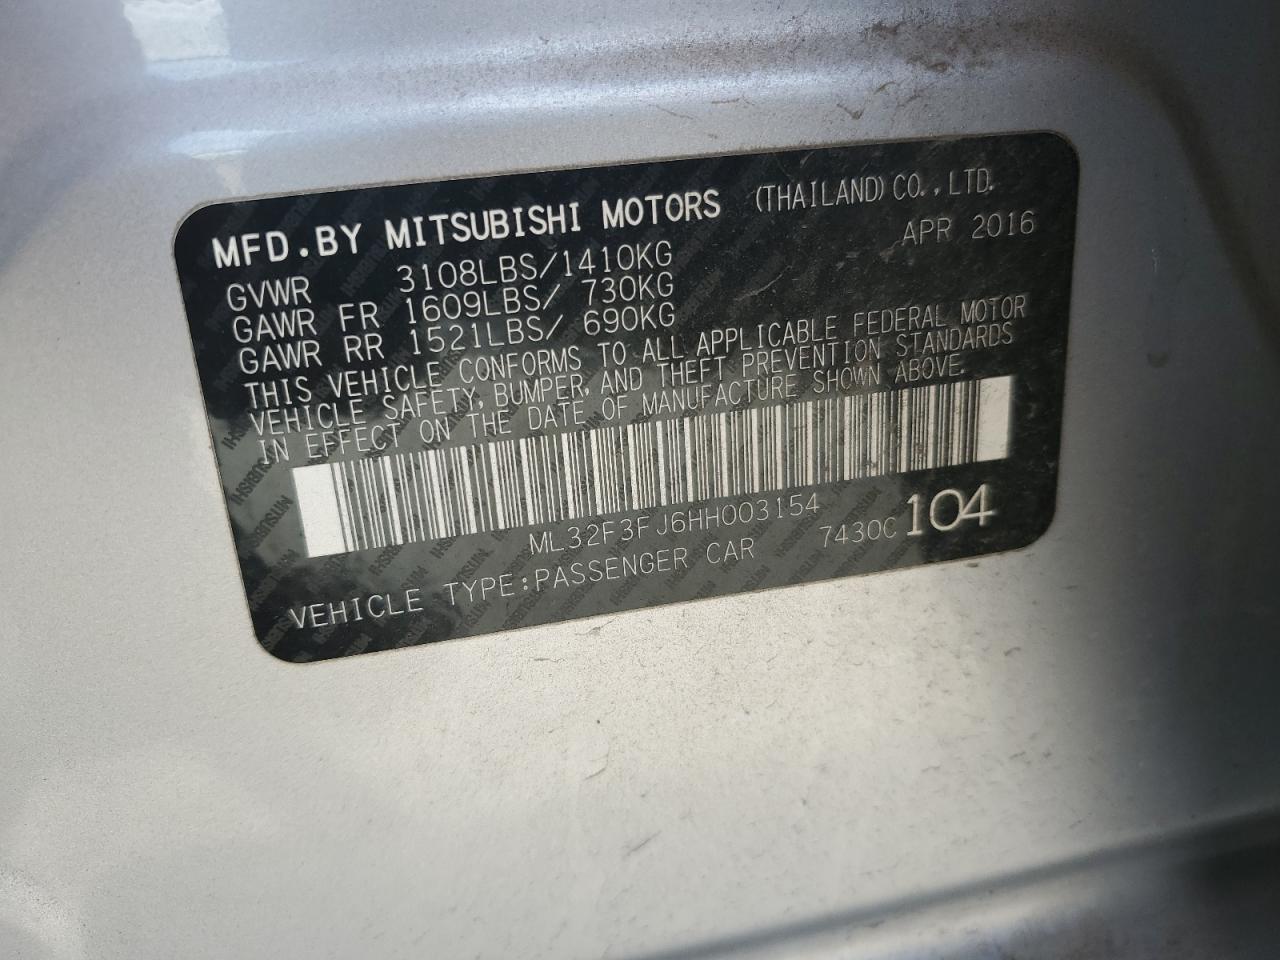 MFD.BY MITSUBISHI MOTORS (THAILAND)CO.,LTD.
APR 2016
GVWR 3108LBS/1410KG
GAWR FR 1609LBS/ 730KG
GAWR RR 1521LBS/ 690KG
THIS VEHICLE CONFORMS TO ALL APPLICABLE FEDERAL MOTOR
VEHICLE SAFETY, BUMPER, AND THEFT PREVENTION STANDARDS
IN EFFECT ON THE DATE OF MANUFACTURE SHOWN ABOVE.
ML32F3FJ6HH003154
7430C 104
VEHICLE TYPE:PASSENGER CAR